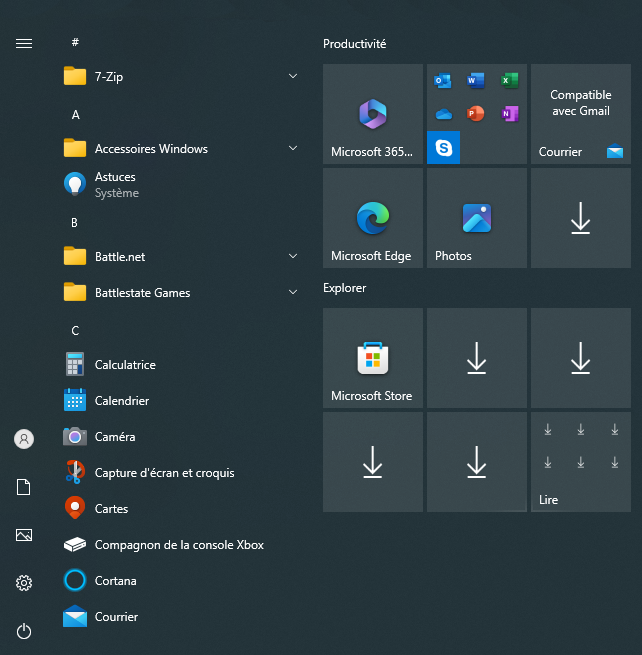 #
7-Zip
A
Accessoires Windows
Astuces
Système
B
Battle.net
Battlestate Games
C
Calculatrice
Calendrier
Caméra
Capture d'écran et croquis
Cartes
Compagnon de la console Xbox
Cortana
Courrier
Productivité
Microsoft 365...
Compatible
avec Gmail
Courrier
Microsoft Edge
Photos
Explorer
Microsoft Store
Lire